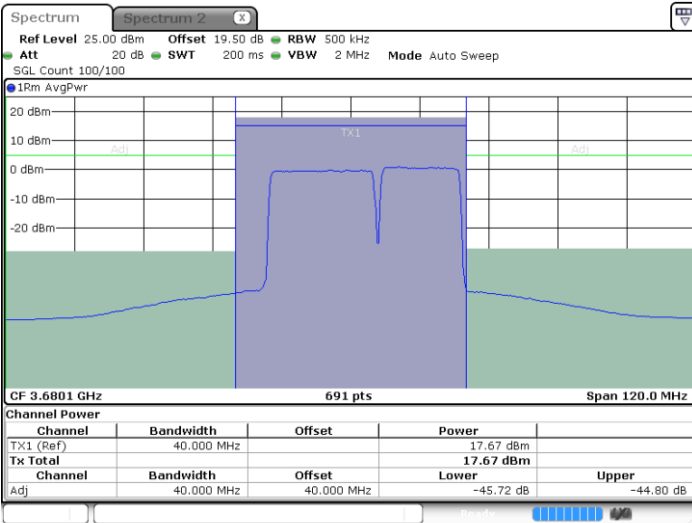 Spectrum Spectrum 2 X
Ref Level 25.00 dBm Offset 19.50 dB RBW 500 kHz
Att 20 dB SWT 200 ms VBW 2 MHz Mode Auto Sweep
SGL Count 100/100
1Rm AvgPwr
20 dBm
TX1
10 dBm
Adj Adj
0 dBm
-10 dBm
-20 dBm
CF 3.6801 GHz 691 pts Span 120.0 MHz
Channel Power
Channel Bandwidth Offset Power
TX1 (Ref) 40.000 MHz 17.67 dBm
Tx Total 17.67 dBm
Channel Bandwidth Offset Lower Upper
Adj 40.000 MHz 40.000 MHz -45.72 dB -44.80 dB
Ready